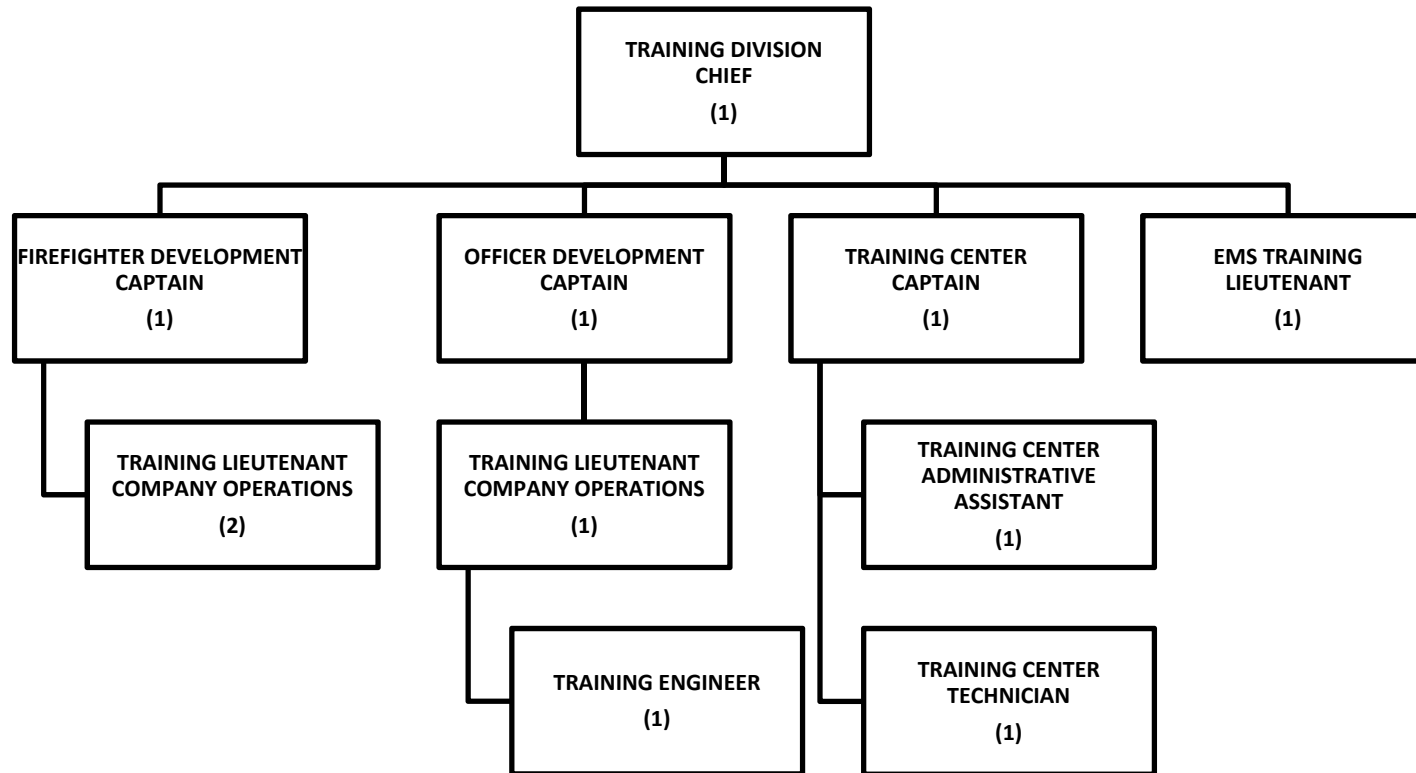 TRAINING DIVISION
CHIEF
(1)
FIREFIGHTER DEVELOPMENT
CAPTAIN
(1)
OFFICER DEVELOPMENT
CAPTAIN
(1)
TRAINING CENTER
CAPTAIN
(1)
EMS TRAINING
LIEUTENANT
(1)
TRAINING LIEUTENANT
COMPANY OPERATIONS
(2)
TRAINING LIEUTENANT
COMPANY OPERATIONS
(1)
TRAINING CENTER
ADMINISTRATIVE
ASSISTANT
(1)
TRAINING ENGINEER
(1)
TRAINING CENTER
TECHNICIAN
(1)